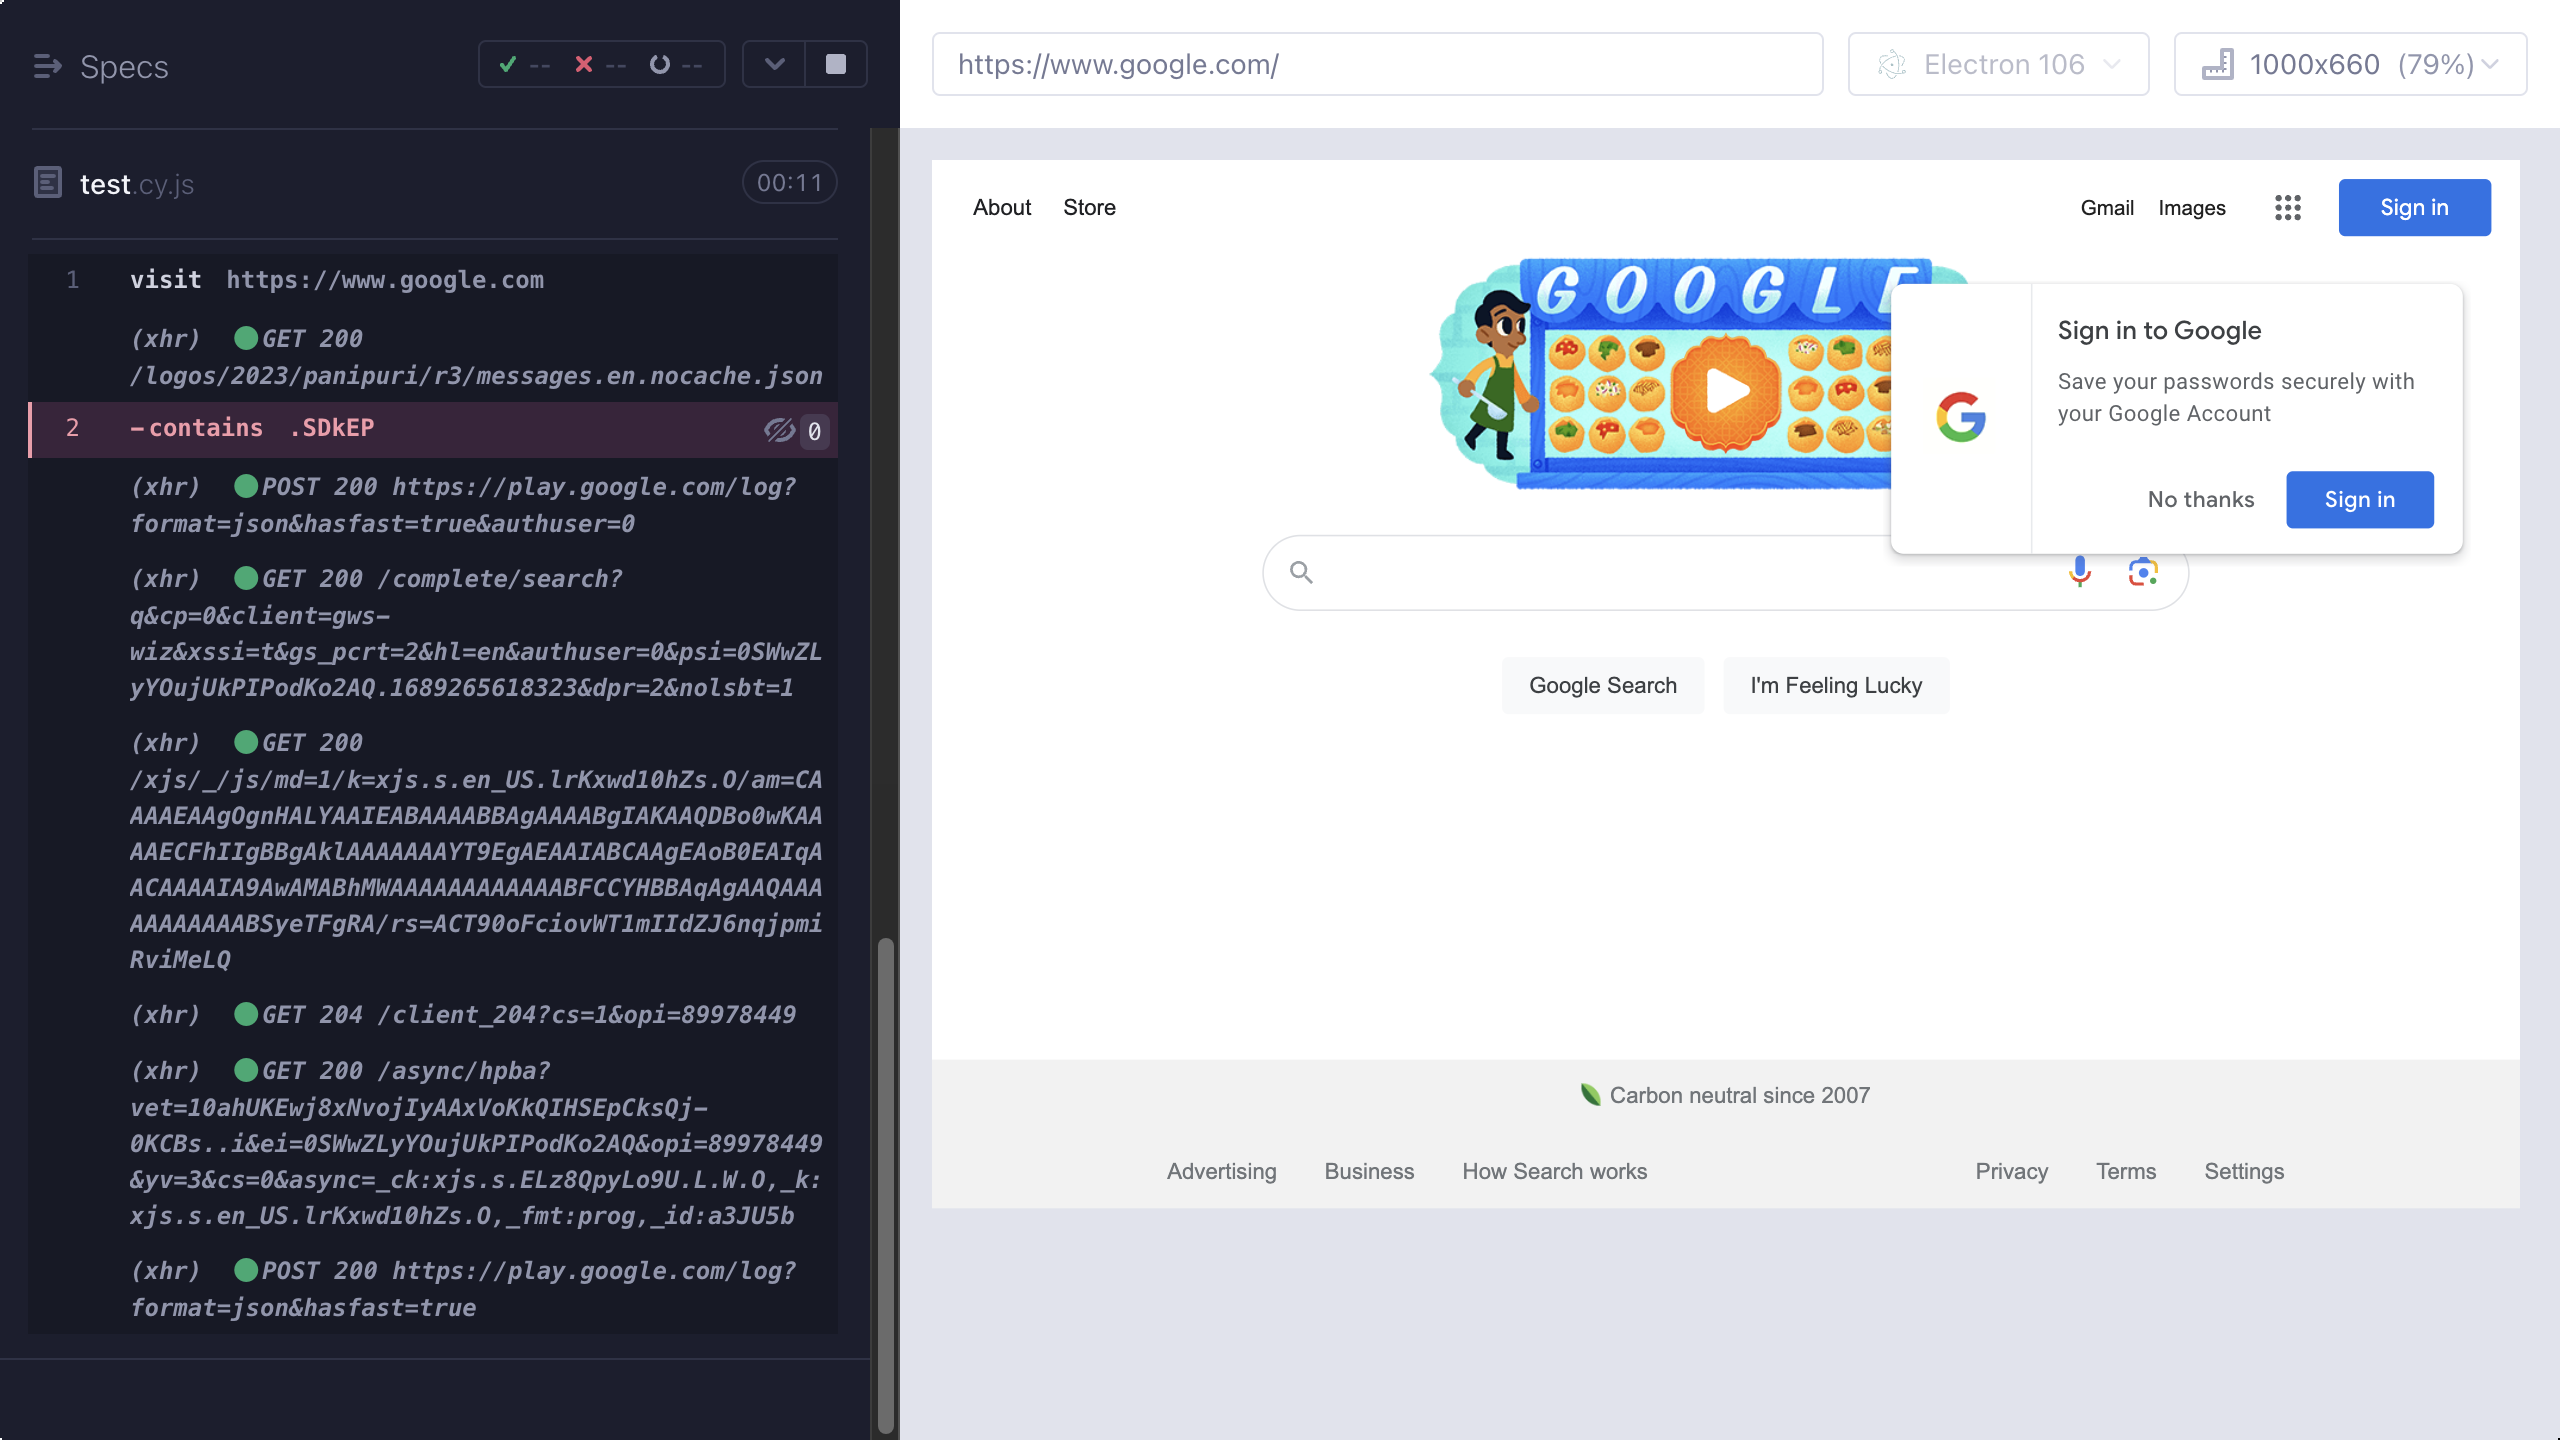 Specs
-- -- --
test.cy.js
00:11
1 visit https://www.google.com
(xhr) GET 200
/logos/2023/panipuri/r3/messages.en.nocache.json
2 -contains .SDkEP
0
(xhr) POST 200 https://play.google.com/log?
format=json&hasfast=true&authuser=0
(xhr) GET 200 /complete/search?
q&cp=0&client=gws-
wiz&xssi=t&gs_pcrt=2&hl=en&authuser=0&psi=0SWwZL
yYOujUkPIPodKo2AQ.1689265618323&dpr=2&nolsbt=1
(xhr) GET 200
/xjs/_/js/md=1/k=xjs.s.en_US.lrKxwd10hZs.O/am=CA
AAAEAAgOgnHALYAAIEABAAAABBAgAAAABgIAKAAQDBo0wKAA
AAECFhIIgBBgAklAAAAAAAYT9EgAEAAIABCAAgEAoB0EAIqA
ACAAAAIA9AwAMABhMWAAAAAAAAAAAABFCCYHBBAqAgAAQAAA
AAAAAAAABSyeTFgRA/rs=ACT90oFciovWT1mIIdZJ6nqjpmi
RviMeLQ
(xhr) GET 204 /client_204?cs=1&opi=89978449
(xhr) GET 200 /async/hpba?
vet=10ahUKEwj8xNvojIyAAxVoKkQIHSEpCksQj-
0KCBs..i&ei=0SWwZLyYOujUkPIPodKo2AQ&opi=89978449
&yv=3&cs=0&async=_ck:xjs.s.ELz8QpyLo9U.L.W.O,_k:
xjs.s.en_US.lrKxwd10hZs.O,_fmt:prog,_id:a3JU5b
(xhr) POST 200 https://play.google.com/log?
format=json&hasfast=true
https://www.google.com/
Electron 106
1000x660 (79%)
About Store
Gmail Images
Sign in
GOOGLE
Sign in to Google
Save your passwords securely with
your Google Account
No thanks
Sign in
Google Search
I'm Feeling Lucky
Carbon neutral since 2007
Advertising Business How Search works Privacy Terms Settings